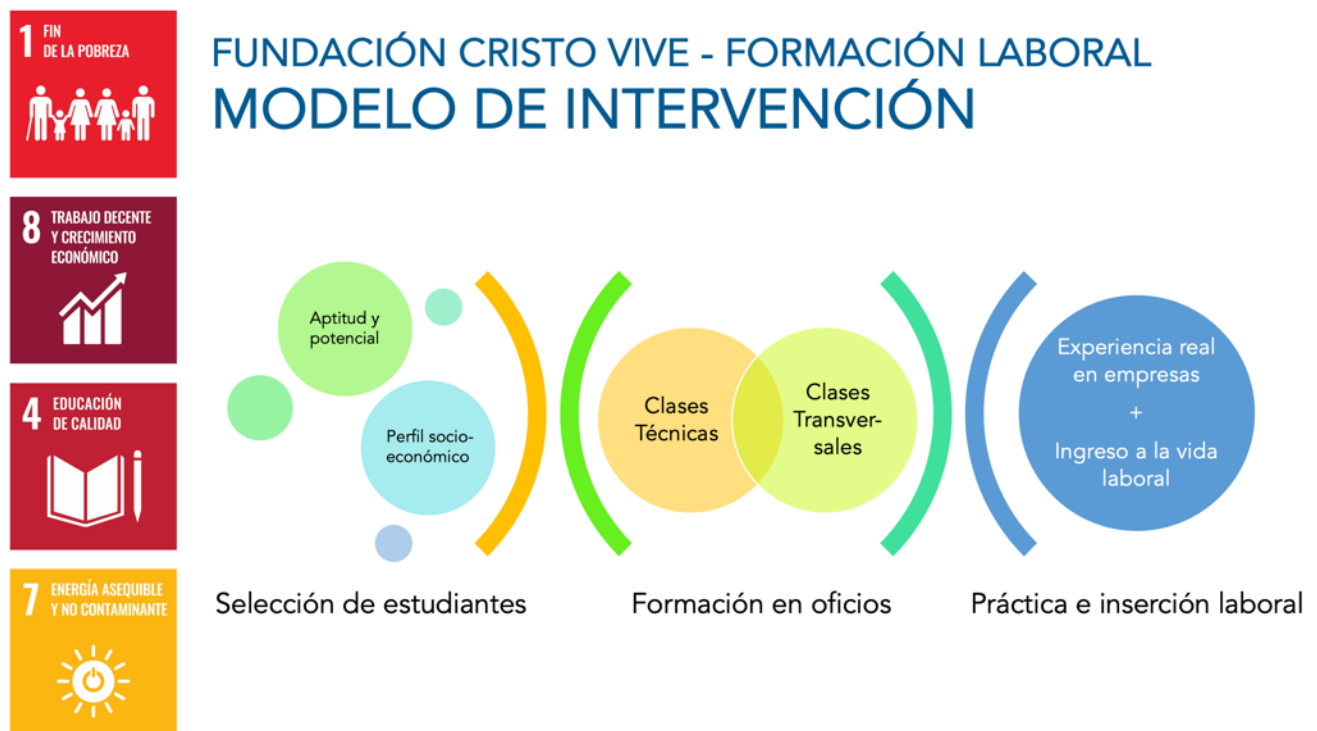 1 FIN
DE LA POBREZA
8 TRABAJO DECENTE
Y CRECIMIENTO
ECONÓMICO
4 EDUCACIÓN
DE CALIDAD
7 ENERGÍA ASEQUIBLE
Y NO CONTAMINANTE
FUNDACIÓN CRISTO VIVE - FORMACIÓN LABORAL
MODELO DE INTERVENCIÓN
Aptitud y
potencial
Perfil socio-
económico
Selección de estudiantes
Clases
Técnicas
Clases
Transver-
sales
Formación en oficios
Experiencia real
en empresas
+
Ingreso a la vida
laboral
Práctica e inserción laboral